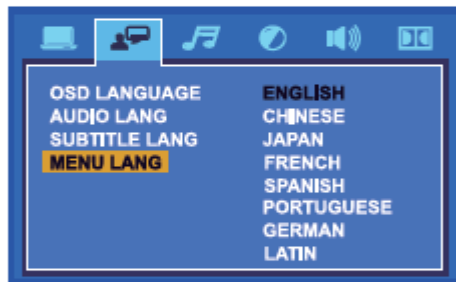 OSD LANGUAGE ENGLISH
AUDIO LANG CHINESE
SUBTITLE LANG JAPAN
MENU LANG FRENCH
SPANISH
PORTUGUESE
GERMAN
LATIN